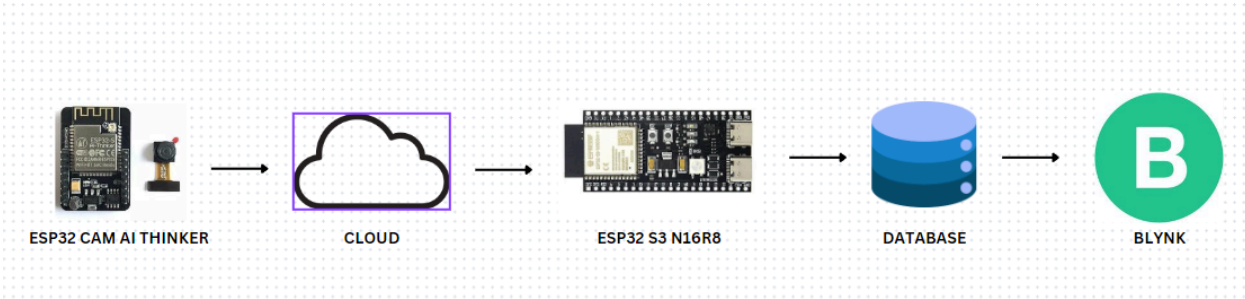 B
ESP32 CAM AI THINKER
CLOUD
ESP32 S3 N16R8
DATABASE
BLYNK